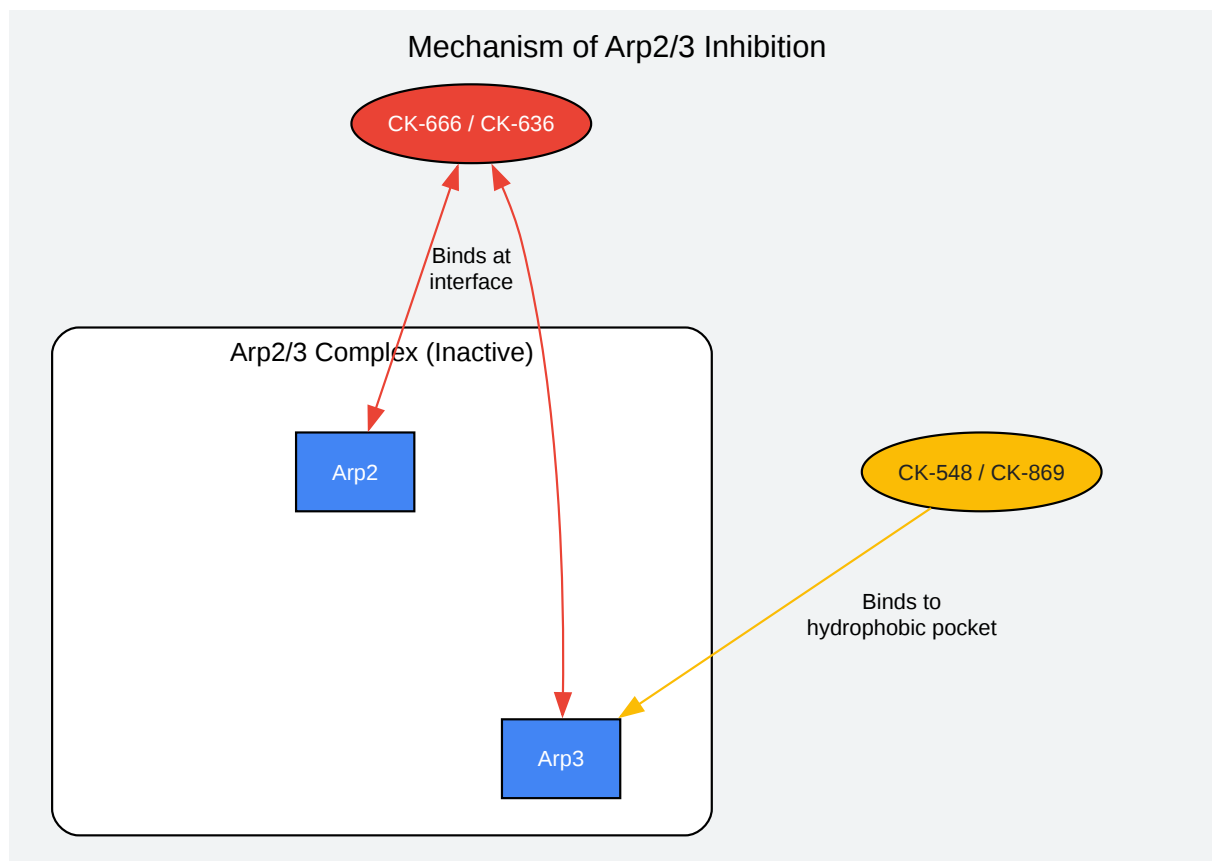 Mechanism of Arp2/3 Inhibition
CK-666 / CK-636
Binds at
interface
Arp2/3 Complex (Inactive)
Arp2
CK-548 / CK-869
Binds to
hydrophobic pocket
Arp3